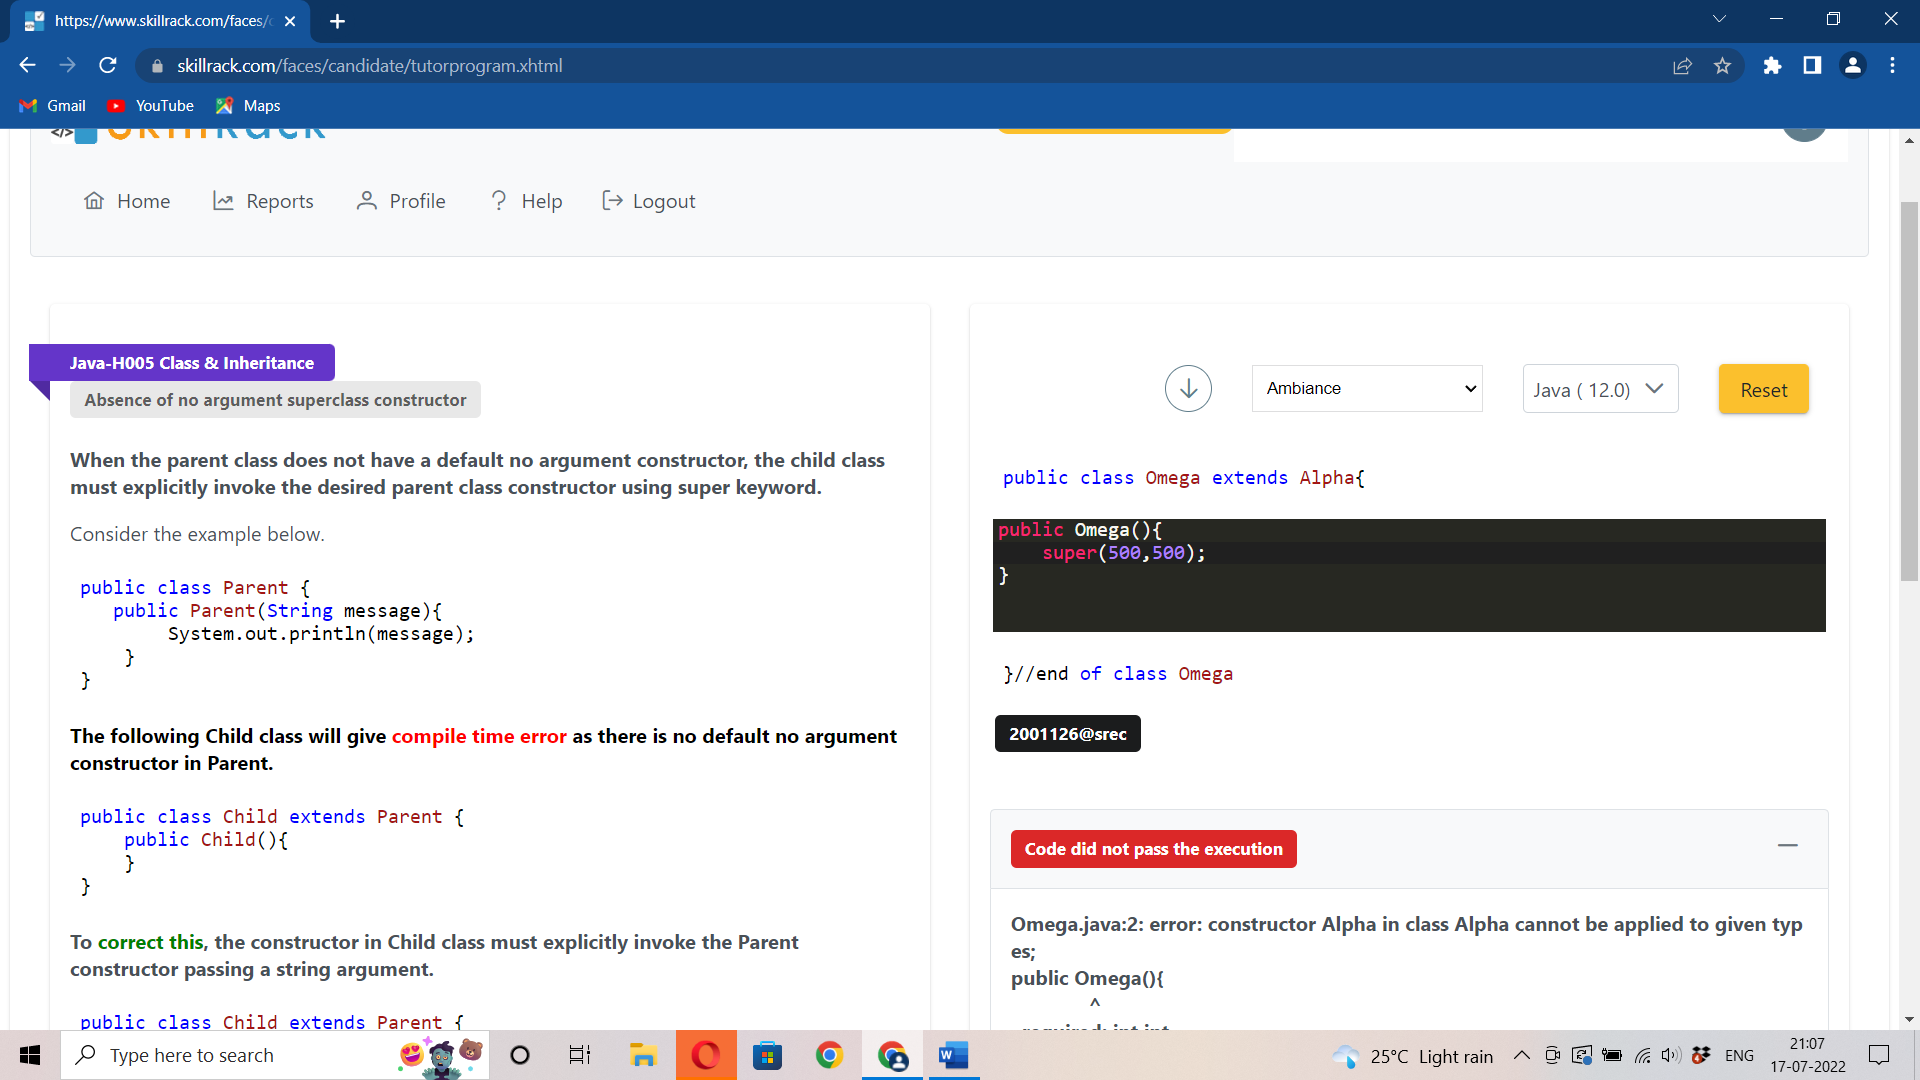 https://www.skillrack.com/faces/c
skillrack.com/faces/candidate/tutorprogram.xhtml
Gmail YouTube Maps
Home Reports Profile Help Logout
Java-H005 Class & Inheritance
Absence of no argument superclass constructor
When the parent class does not have a default no argument constructor, the child class
must explicitly invoke the desired parent class constructor using super keyword.
Consider the example below.
public class Parent {
public Parent(String message){
System.out.println(message);
}
}
The following Child class will give compile time error as there is no default no argument
constructor in Parent.
public class Child extends Parent {
public Child(){
}
}
To correct this, the constructor in Child class must explicitly invoke the Parent
constructor passing a string argument.
public class Child extends Parent {
Ambiance Java ( 12.0) Reset
public class Omega extends Alpha{
public Omega(){
super(500,500);
}
}//end of class Omega
2001126@srec
Code did not pass the execution
Omega.java:2: error: constructor Alpha in class Alpha cannot be applied to given typ
es;
public Omega(){
^
required: int,int
Type here to search
25°C Light rain
ENG
21:07
17-07-2022